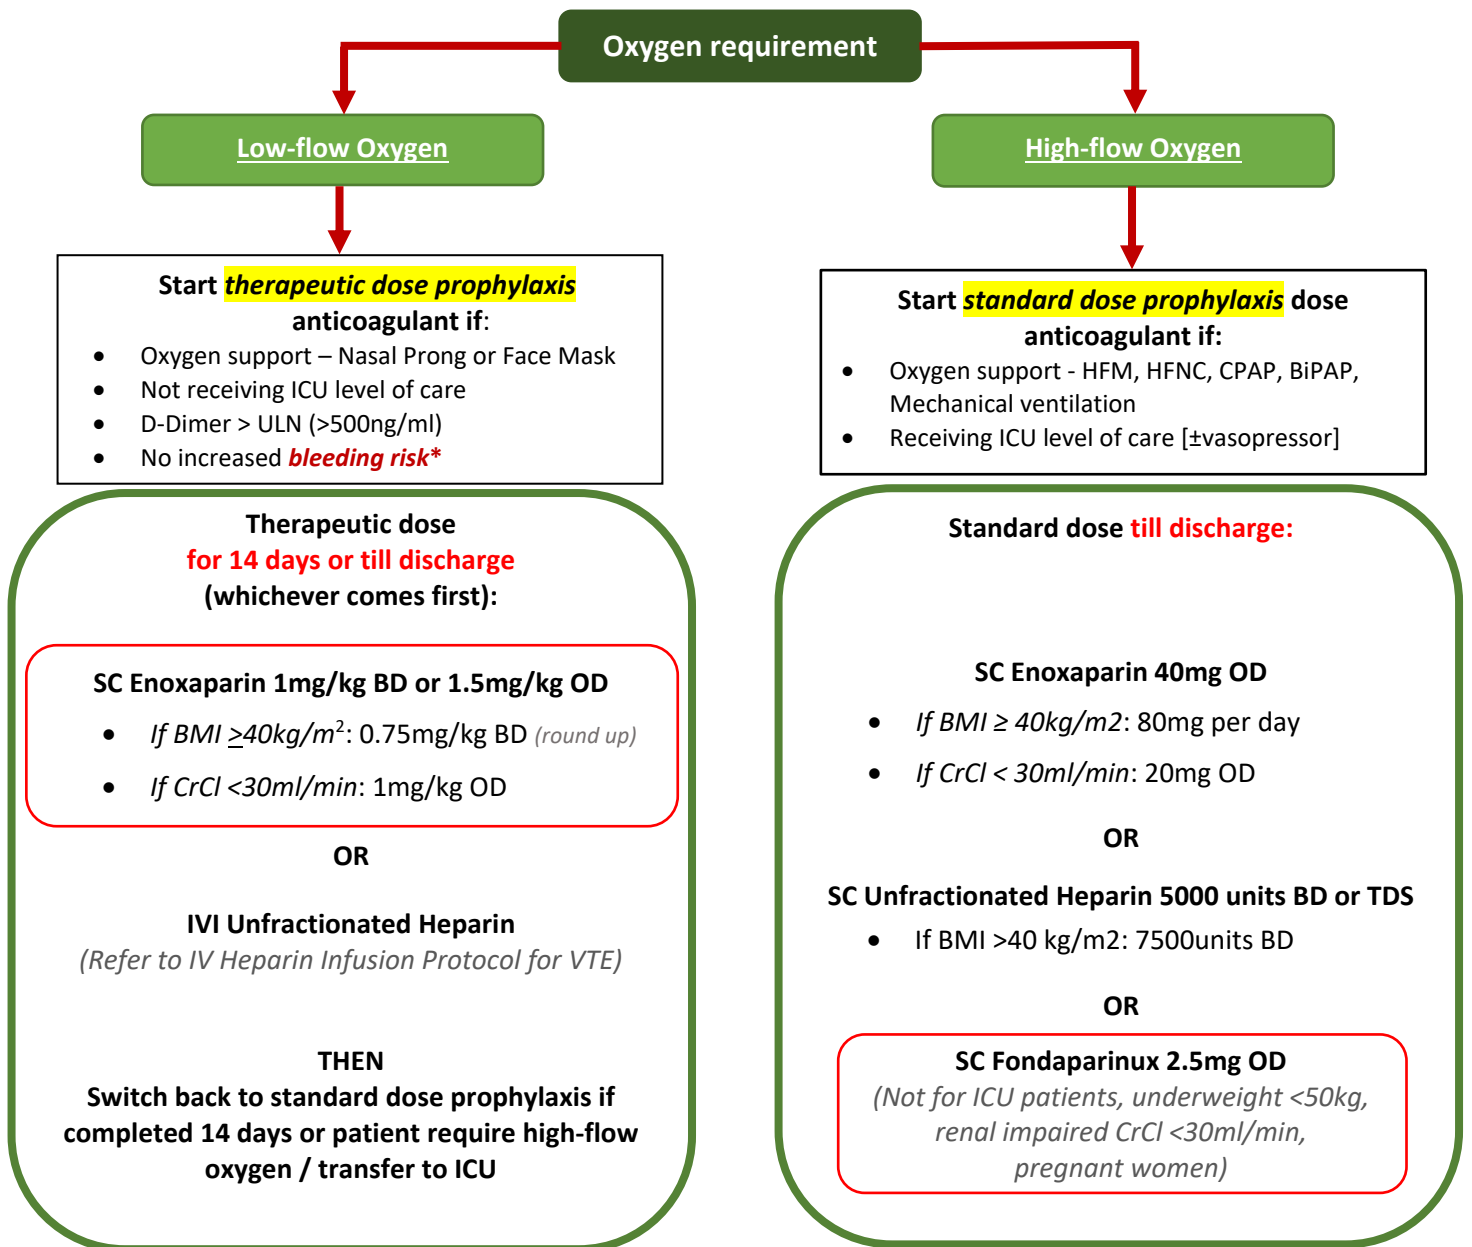 Oxygen requirement
Low-flow Oxygen
Start therapeutic dose prophylaxis
anticoagulant if:
• Oxygen support – Nasal Prong or Face Mask
• Not receiving ICU level of care
• D-Dimer > ULN (>500ng/ml)
• No increased bleeding risk*
Therapeutic dose
for 14 days or till discharge
(whichever comes first):
SC Enoxaparin 1mg/kg BD or 1.5mg/kg OD
• If BMI ≥40kg/m²: 0.75mg/kg BD (round up)
• If CrCl <30ml/min: 1mg/kg OD
OR
IVI Unfractionated Heparin
(Refer to IV Heparin Infusion Protocol for VTE)
THEN
Switch back to standard dose prophylaxis if
completed 14 days or patient require high-flow
oxygen / transfer to ICU
High-flow Oxygen
Start standard dose prophylaxis dose
anticoagulant if:
• Oxygen support - HFM, HFNC, CPAP, BiPAP,
Mechanical ventilation
• Receiving ICU level of care [±vasopressor]
Standard dose till discharge:
SC Enoxaparin 40mg OD
• If BMI ≥ 40kg/m2: 80mg per day
• If CrCl < 30ml/min: 20mg OD
OR
SC Unfractionated Heparin 5000 units BD or TDS
• If BMI >40 kg/m2: 7500units BD
OR
SC Fondaparinux 2.5mg OD
(Not for ICU patients, underweight <50kg,
renal impaired CrCl <30ml/min,
pregnant women)